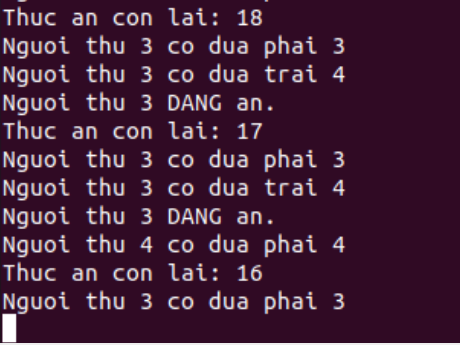 Thuc an con lai: 18
Nguoi thu 3 co dua phai 3
Nguoi thu 3 co dua trai 4
Nguoi thu 3 DANG an.
Thuc an con lai: 17
Nguoi thu 3 co dua phai 3
Nguoi thu 3 co dua trai 4
Nguoi thu 3 DANG an.
Nguoi thu 4 co dua phai 4
Thuc an con lai: 16
Nguoi thu 3 co dua phai 3